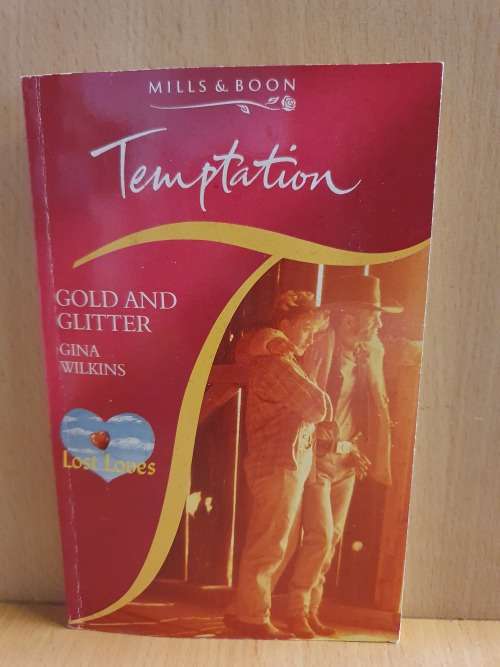 MILLS & BOON
Temptation
GOLD AND
GLITTER
GINA
WILKINS
Lost Loves